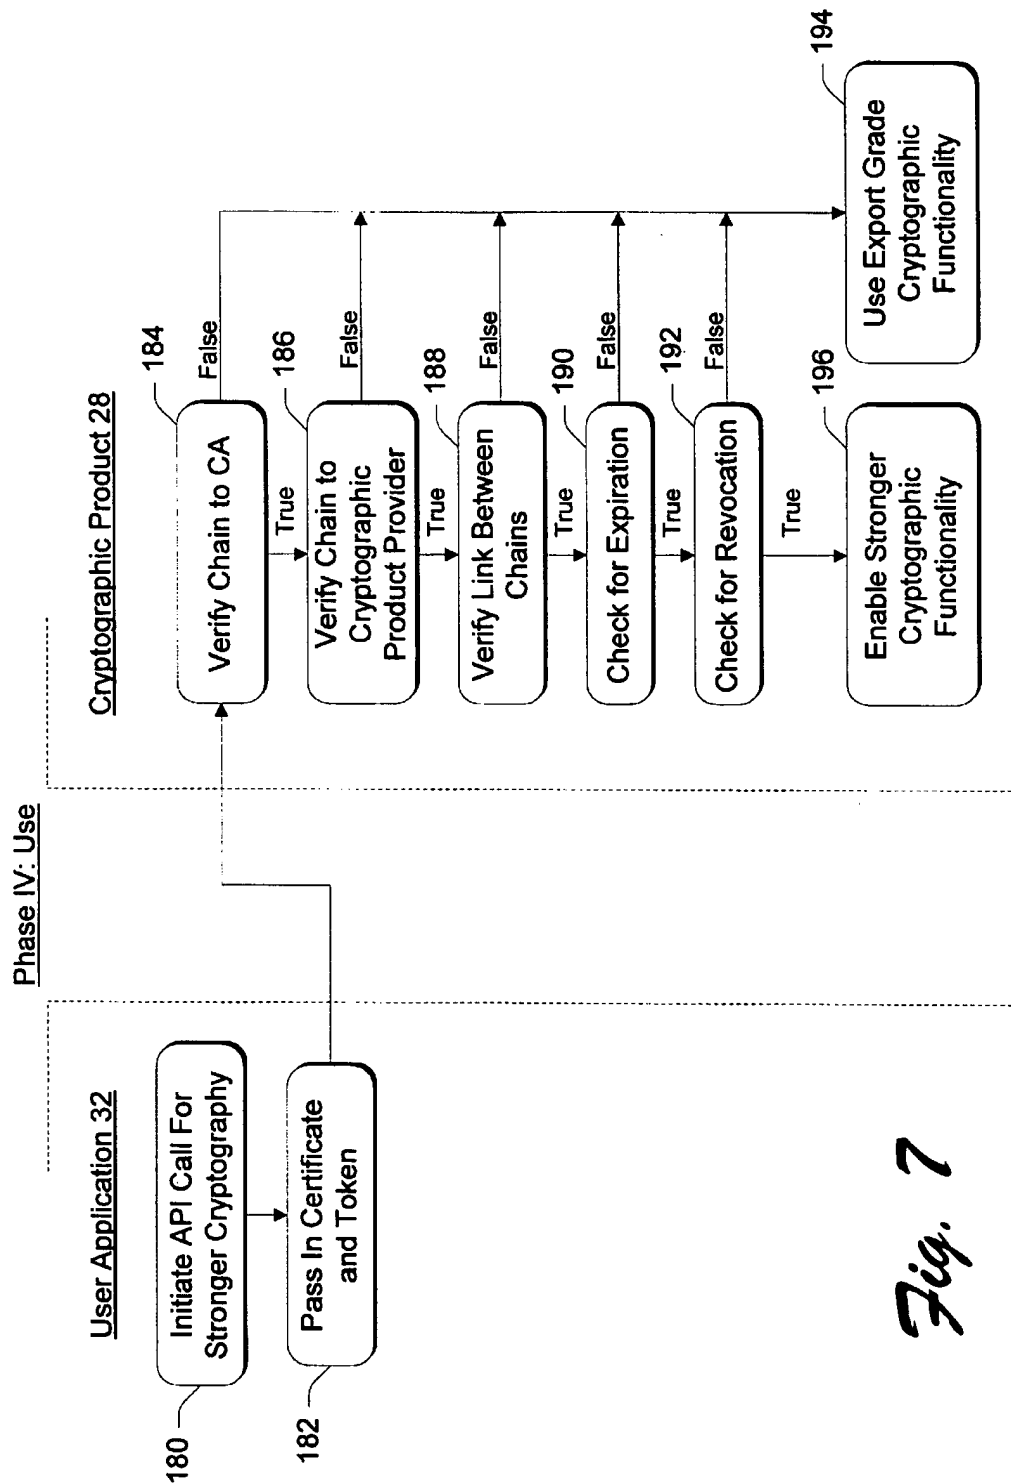 Phase IV: Use
User Application 32
180
Initiate API Call For
Stronger Cryptography
182
Pass In Certificate
and Token
Cryptographic Product 28
184
Verify Chain to CA
False
True
186
Verify Chain to
Cryptographic
Product Provider
False
True
188
Verify Link Between
Chains
False
True
190
Check for Expiration
False
True
192
Check for Revocation
False
True
196
Enable Stronger
Cryptographic
Functionality
194
Use Export Grade
Cryptographic
Functionality
Fig. 7